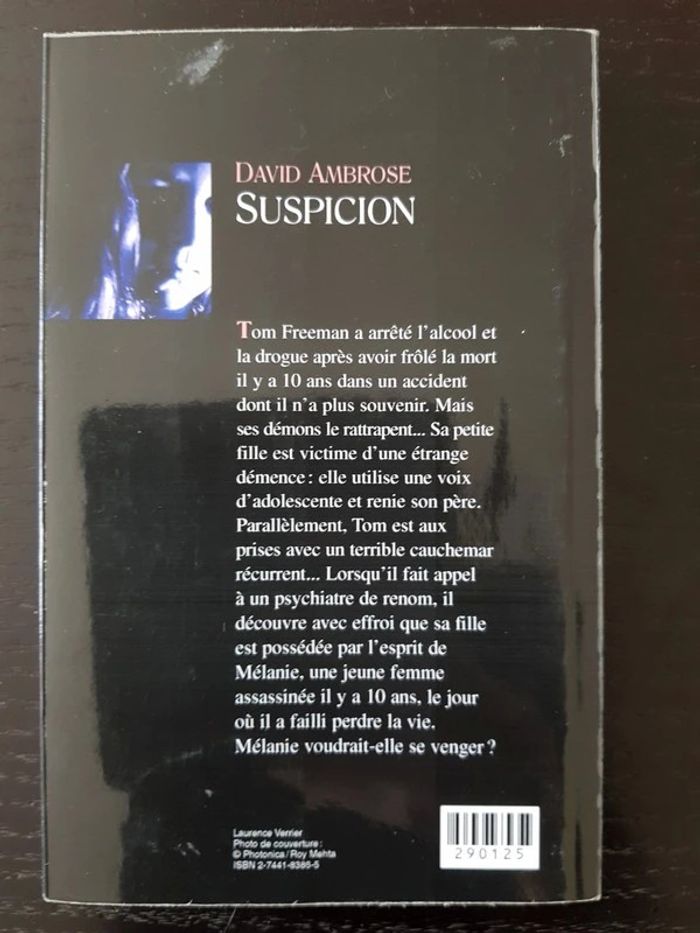 DAVID AMBROSE
SUSPICION
Tom Freeman a arrêté l'alcool et
la drogue après avoir frôlé la mort
il y a 10 ans dans un accident
dont il n'a plus souvenir. Mais
ses démons le rattrapent... Sa petite
fille est victime d'une étrange
démence : elle utilise une voix
d'adolescente et renie son père.
Parallèlement, Tom est aux
prises avec un terrible cauchemar
récurrent... Lorsqu'il fait appel
à un psychiatre de renom, il
découvre avec effroi que sa fille
est possédée par l'esprit de
Mélanie, une jeune femme
assassinée il y a 10 ans, le jour
où il a failli perdre la vie.
Mélanie voudrait-elle se venger ?
Laurence Verrier
Photo de couverture :
© Photonica / Roy Mehta
ISBN 2-7441-8385-5
290125